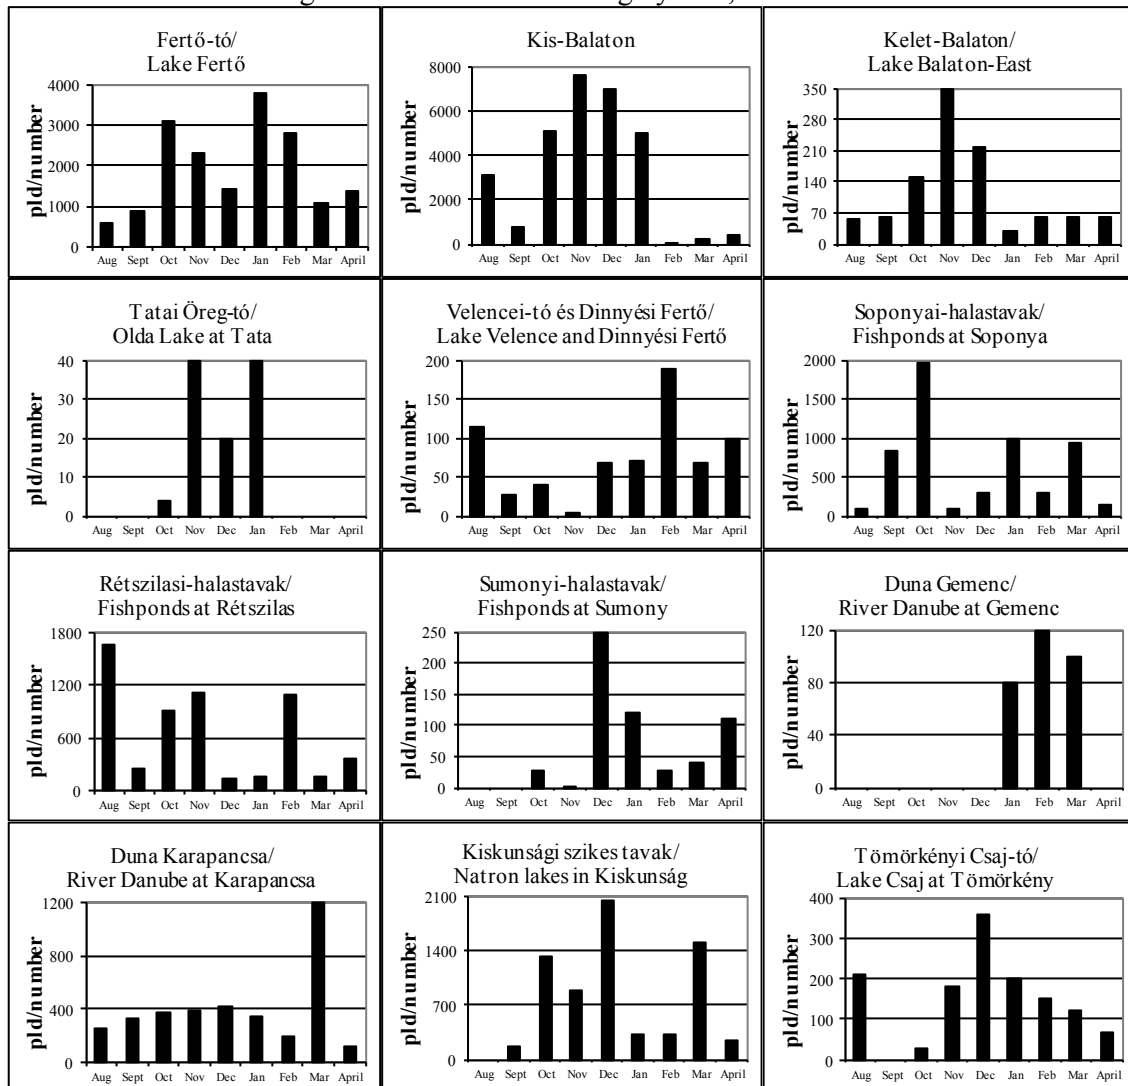 Fertő-tó/
Lake Fertő
pld/number
4000
3000
2000
1000
0
Aug Sept Oct Nov Dec Jan Feb Mar April
Kis-Balaton
pld/number
8000
6000
4000
2000
0
Aug Sept Oct Nov Dec Jan Feb Mar April
Kelet-Balaton/
Lake Balaton-East
pld/number
350
280
210
140
70
0
Aug Sept Oct Nov Dec Jan Feb Mar April
Tatai Öreg-tó/
Olda Lake at Tata
pld/number
40
30
20
10
0
Aug Sept Oct Nov Dec Jan Feb Mar April
Velencei-tó és Dinnyési Fertő/
Lake Velence and Dinnyési Fertő
pld/number
200
150
100
50
0
Aug Sept Oct Nov Dec Jan Feb Mar April
Soponyai-halastavak/
Fishponds at Soponya
pld/number
2000
1500
1000
500
0
Aug Sept Oct Nov Dec Jan Feb Mar April
Rétszilasi-halastavak/
Fishponds at Rétszilas
pld/number
1800
1200
600
0
Aug Sept Oct Nov Dec Jan Feb Mar April
Sumonyi-halastavak/
Fishponds at Sumony
pld/number
250
200
150
100
50
0
Aug Sept Oct Nov Dec Jan Feb Mar April
Duna Gemenc/
River Danube at Gemenc
pld/number
120
80
40
0
Aug Sept Oct Nov Dec Jan Feb Mar April
Duna Karapancsa/
River Danube at Karapancsa
pld/number
1200
800
400
0
Aug Sept Oct Nov Dec Jan Feb Mar April
Kiskunsági szikes tavak/
Natron lakes in Kiskunság
pld/number
2100
1400
700
0
Aug Sept Oct Nov Dec Jan Feb Mar April
Tömörkényi Csaj-tó/
Lake Csaj at Tömörkény
pld/number
400
300
200
100
0
Aug Sept Oct Nov Dec Jan Feb Mar April